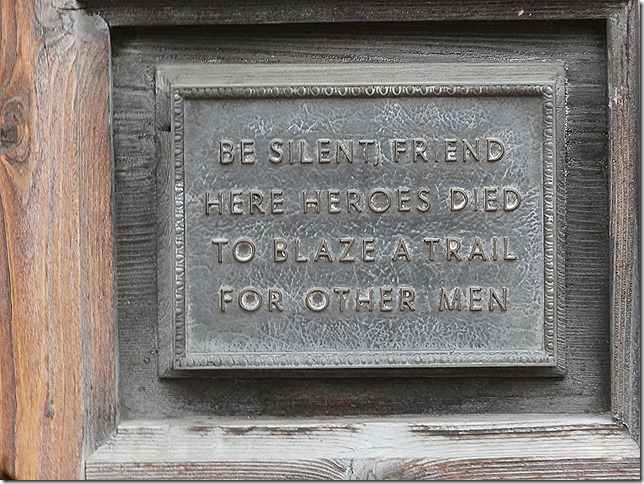 BE SILENT, FRIEND
HERE HEROES DIED
TO BLAZE A TRAIL
FOR OTHER MEN